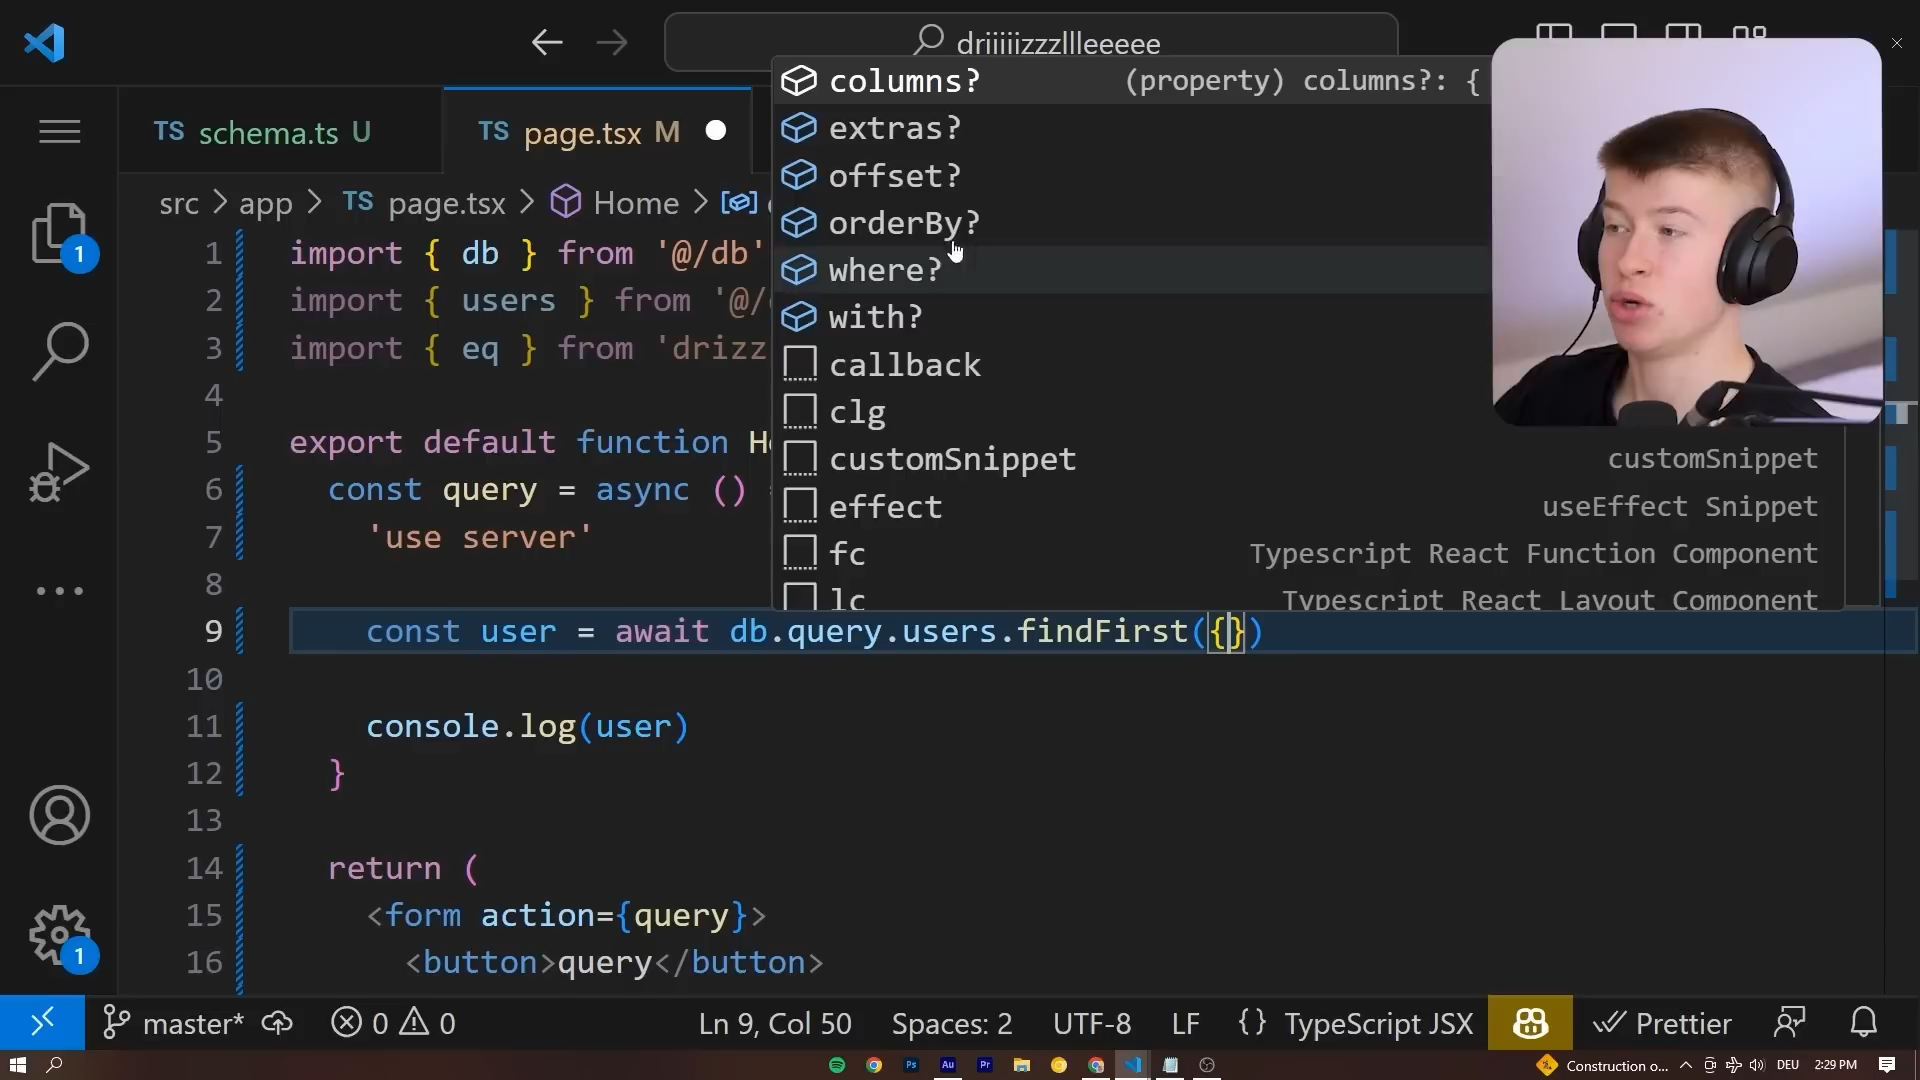 driiiiizzzllleeeee
TS schema.ts U
TS page.tsx M
src > app > TS page.tsx > Home >
columns? (property) columns?: {
extras?
offset?
orderBy?
where?
with?
callback
clg
customSnippet customSnippet
effect useEffect Snippet
fc Typescript React Function Component
lc Typescript React Layout Component
1 import { db } from '@/db'
2 import { users } from '@/
3 import { eq } from 'drizz
4
5 export default function H
6 const query = async ()
7 'use server'
8
9 const user = await db.query.users.findFirst({})
10
11 console.log(user)
12 }
13
14 return (
15 <form action={query}>
16 <button>query</button>
1
1
master* 0 0 Ln 9, Col 50 Spaces: 2 UTF-8 LF {} TypeScript JSX Prettier
Ps Au Pr Construction o... DEU 2:29 PM